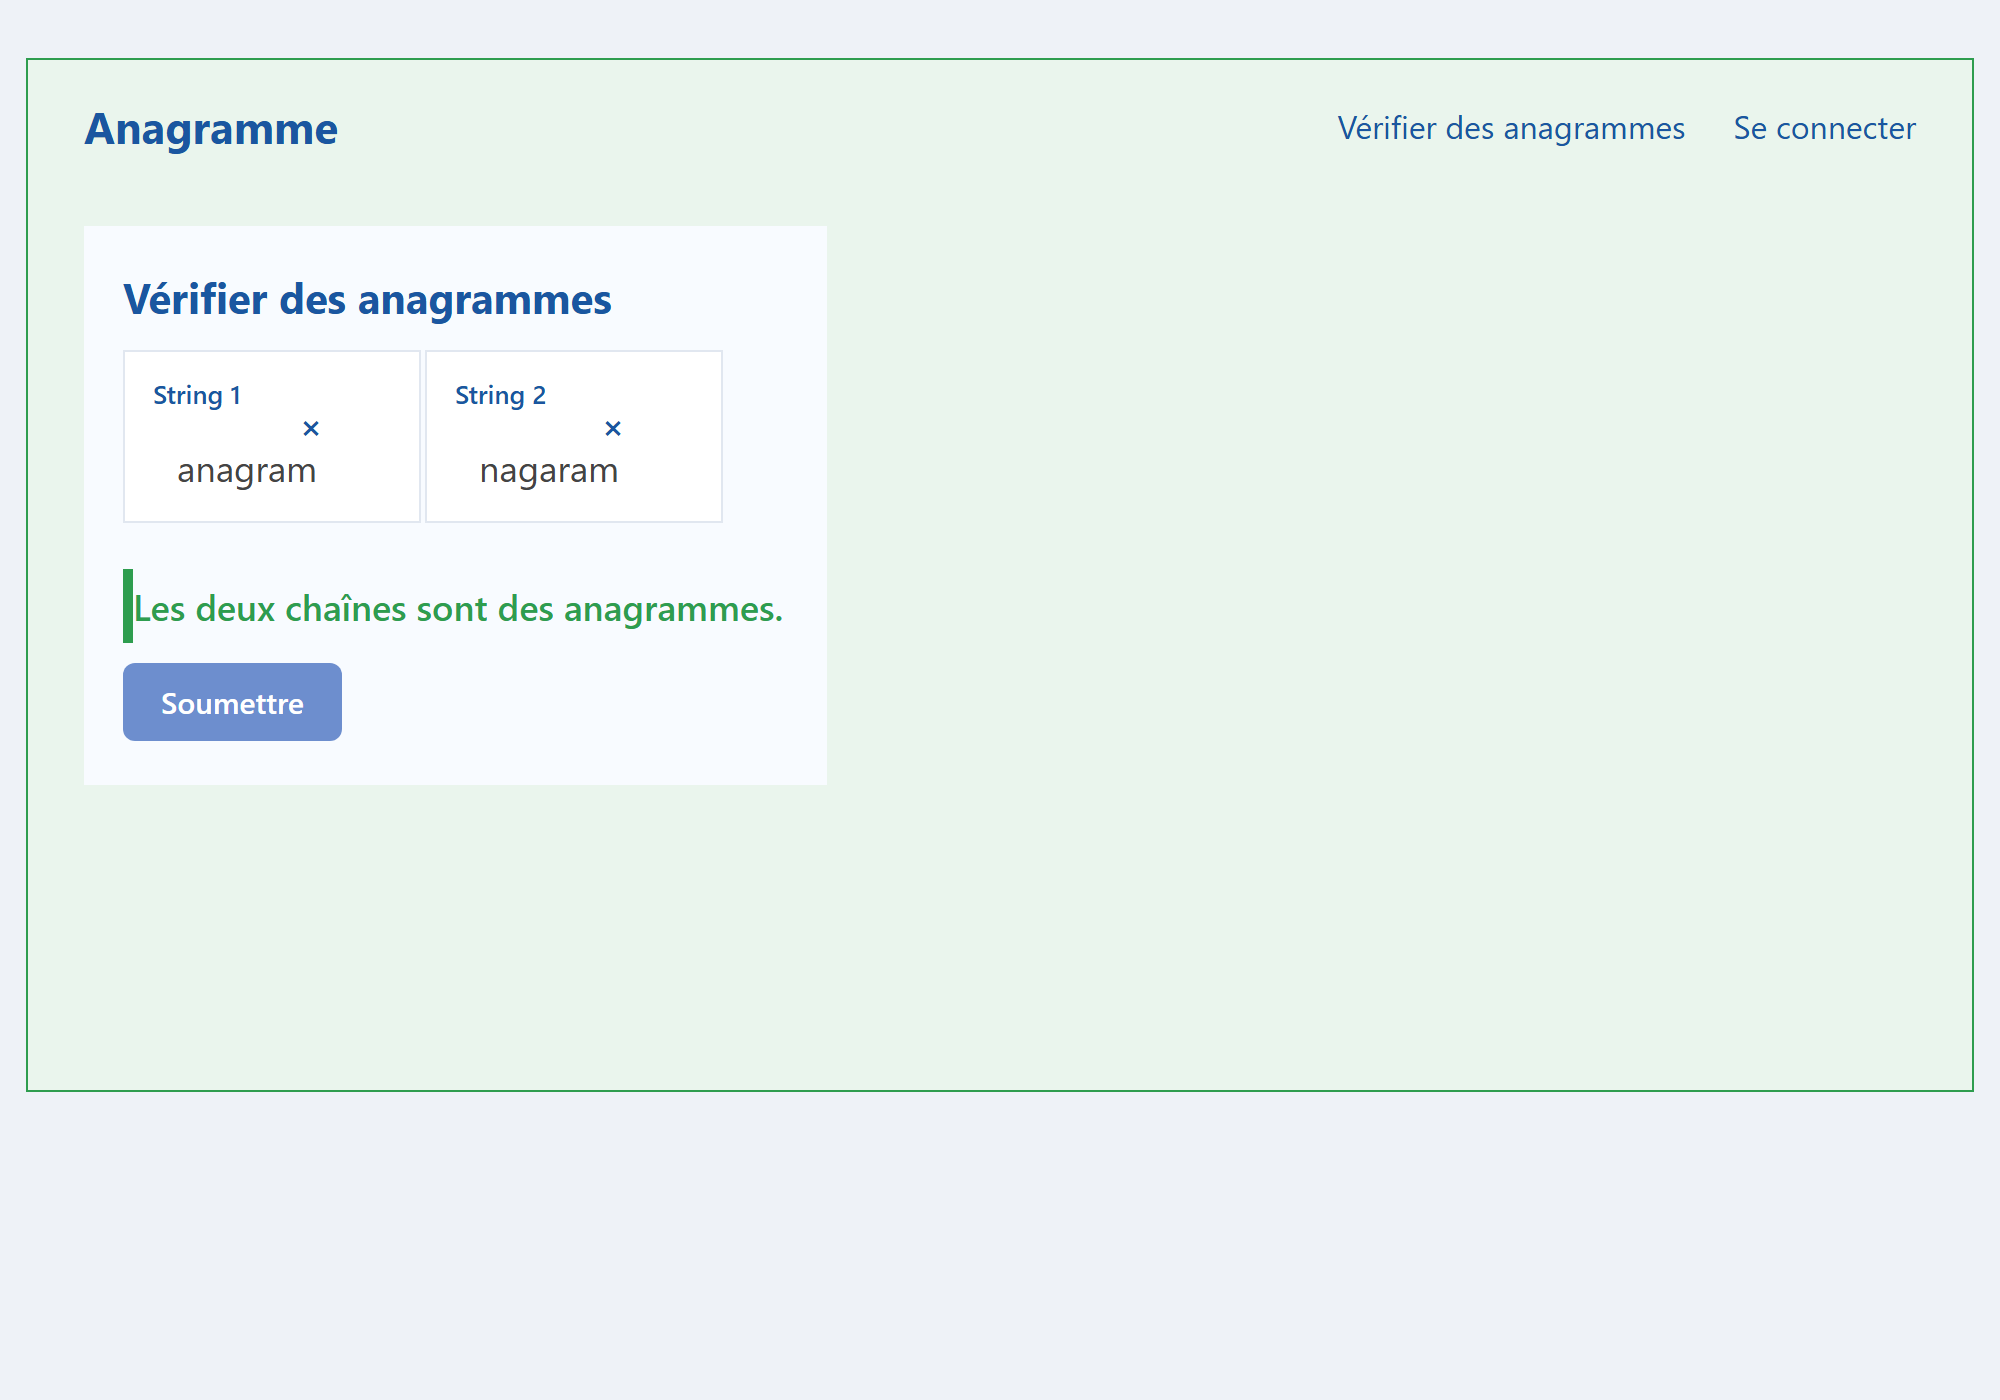 Anagramme
Vérifier des anagrammes
Se connecter
Vérifier des anagrammes
String 1
×
anagram
String 2
×
nagaram
Les deux chaînes sont des anagrammes.
Soumettre